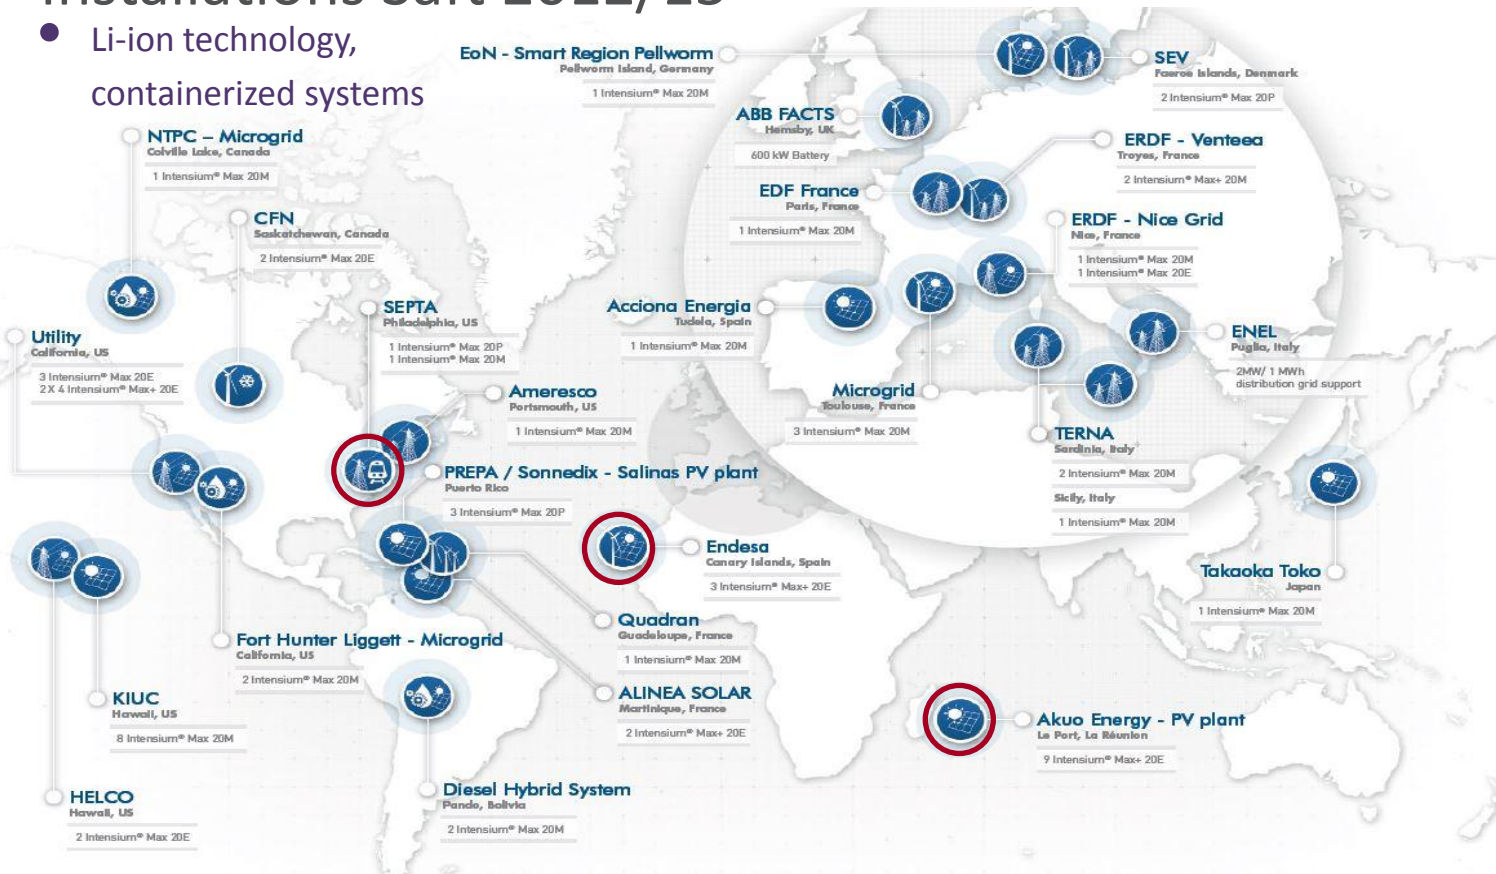 Installations Saft 2012/13
• Li-ion technology,
containerized systems
EoN - Smart Region Pellworm
Pellworm Island, Germany
1 Intensium® Max 20M
SEV
Faeroe Islands, Denmark
2 Intensium® Max 20P
ABB FACTS
Hemsby, UK
600 kW Battery
NTPC – Microgrid
Colville Lake, Canada
1 Intensium® Max 20M
ERDF - Venteea
Troyes, France
2 Intensium® Max+ 20M
EDF France
Paris, France
1 Intensium® Max 20M
CFN
Saskatchewan, Canada
2 Intensium® Max 20E
ERDF - Nice Grid
Nice, France
1 Intensium® Max 20M
1 Intensium® Max 20E
SEPTA
Philadelphia, US
1 Intensium® Max 20P
1 Intensium® Max 20M
Acciona Energia
Tudela, Spain
1 Intensium® Max 20M
Utility
California, US
3 Intensium® Max 20E
2 X 4 Intensium® Max+ 20E
ENEL
Puglia, Italy
2MW/ 1 MWh
distribution grid support
Ameresco
Portsmouth, US
1 Intensium® Max 20M
Microgrid
Toulouse, France
3 Intensium® Max 20M
TERNA
Sardinia, Italy
2 Intensium® Max 20M
Sicily, Italy
1 Intensium® Max 20M
PREPA / Sonnedix - Salinas PV plant
Puerto Rico
3 Intensium® Max 20P
Endesa
Canary Islands, Spain
3 Intensium® Max+ 20E
Takaoka Toko
Japan
1 Intensium® Max 20M
Quadran
Guadeloupe, France
1 Intensium® Max 20M
Fort Hunter Liggett - Microgrid
California, US
2 Intensium® Max 20M
KIUC
Hawaii, US
8 Intensium® Max 20M
ALINEA SOLAR
Martinique, France
2 Intensium® Max+ 20E
Akuo Energy - PV plant
Le Port, La Réunion
9 Intensium® Max+ 20E
HELCO
Hawaii, US
2 Intensium® Max 20E
Diesel Hybrid System
Pando, Bolivia
2 Intensium® Max 20M